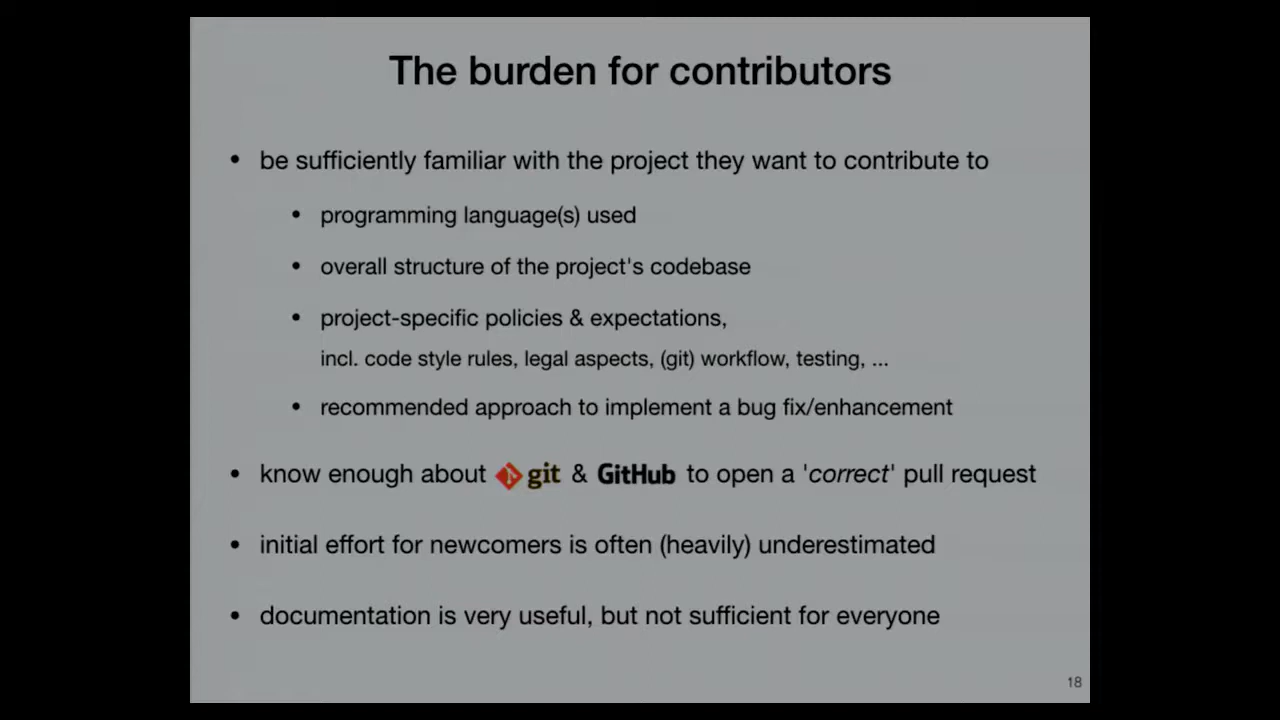 The burden for contributors
• be sufficiently familiar with the project they want to contribute to
• programming language(s) used
• overall structure of the project's codebase
• project-specific policies & expectations,
incl. code style rules, legal aspects, (git) workflow, testing, ...
• recommended approach to implement a bug fix/enhancement
• know enough about git & GitHub to open a 'correct' pull request
• initial effort for newcomers is often (heavily) underestimated
• documentation is very useful, but not sufficient for everyone
18